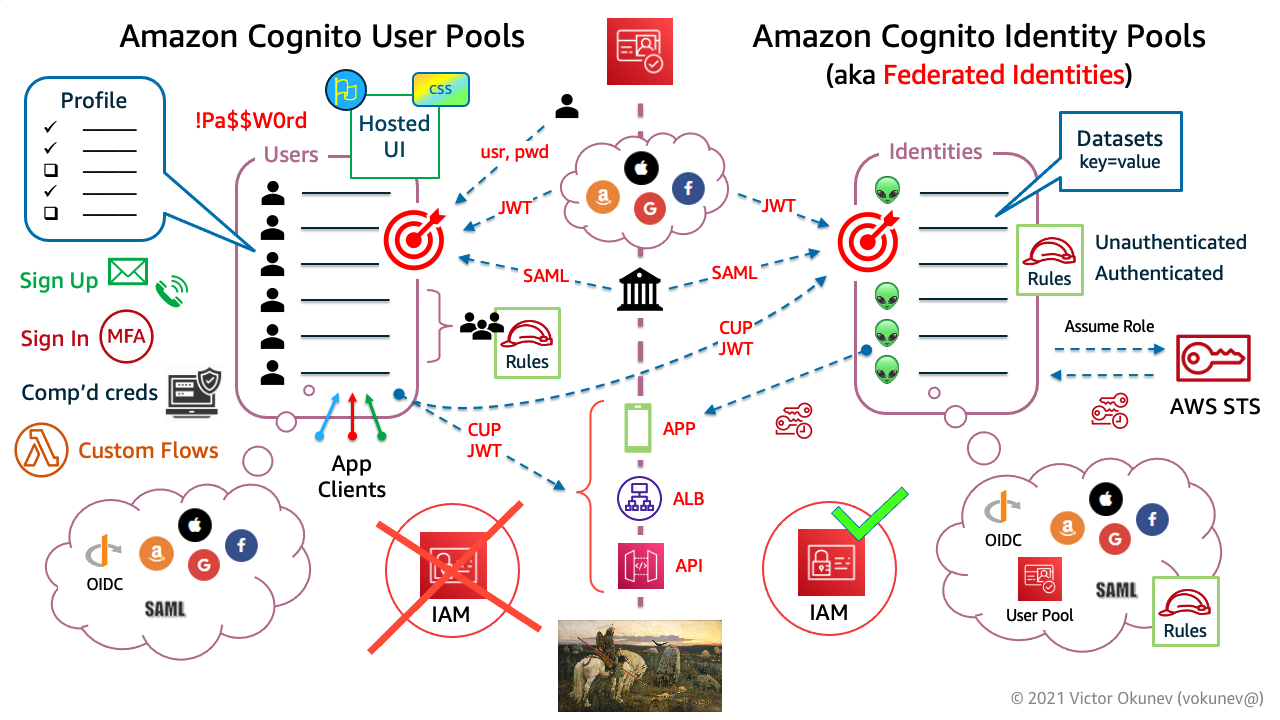 Amazon Cognito User Pools
Amazon Cognito Identity Pools
(aka Federated Identities)
Profile
!Pa$$W0rd
CSS
Hosted
UI
Users
usr, pwd
JWT
SAML
JWT
SAML
CUP
JWT
Identities
Datasets
key=value
Rules
Unauthenticated
Authenticated
Sign Up
Sign In
MFA
Comp'd creds
Custom Flows
Rules
App
Clients
CUP
JWT
APP
ALB
API
Assume Role
AWS STS
OIDC
a
G
f
SAML
IAM
IAM
a
G
f
OIDC
a
G
f
User Pool
SAML
Rules
© 2021 Victor Okunev (vokunev@)